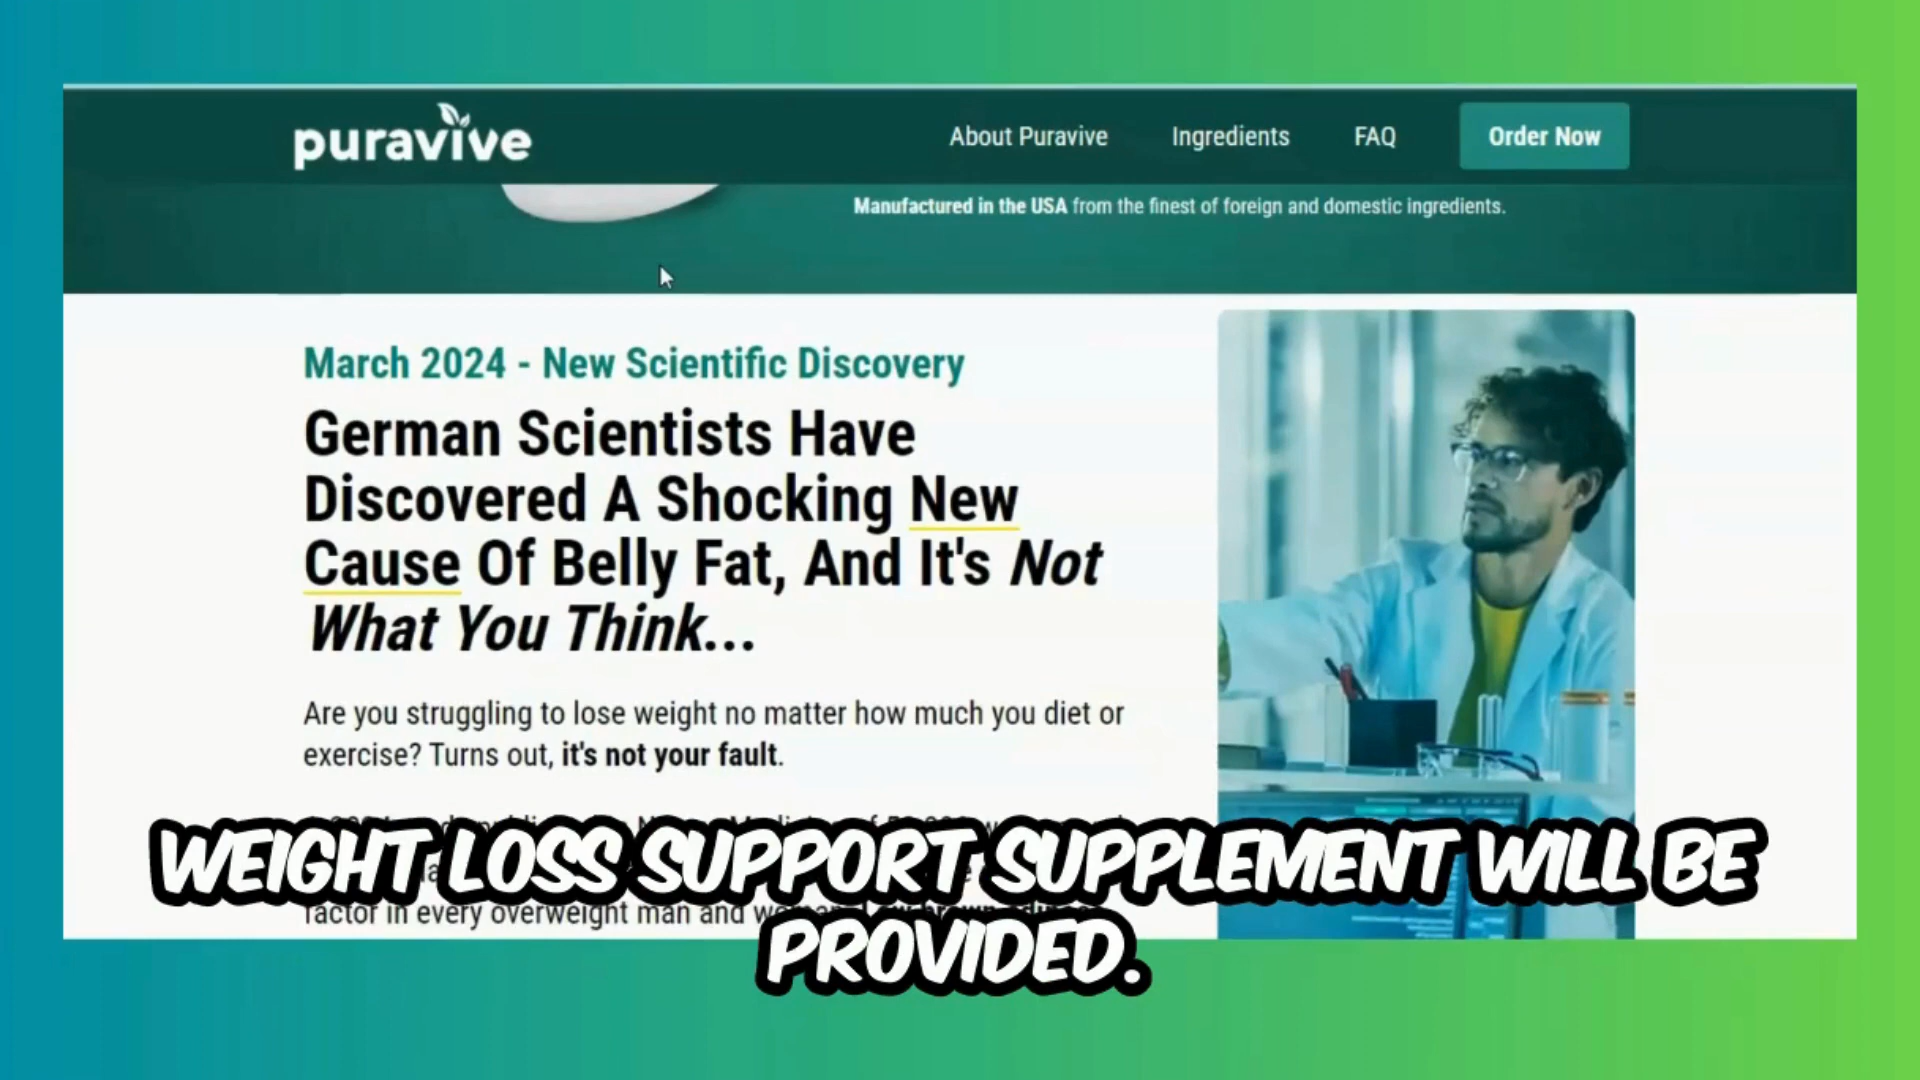 puravive
About Puravive Ingredients FAQ Order Now
Manufactured in the USA from the finest of foreign and domestic ingredients.
March 2024 - New Scientific Discovery
German Scientists Have
Discovered A Shocking New
Cause Of Belly Fat, And It's Not
What You Think...
Are you struggling to lose weight no matter how much you diet or
exercise? Turns out, it's not your fault.
factor in every overweight man and
WEIGHT LOSS SUPPORT SUPPLEMENT WILL BE
PROVIDED.